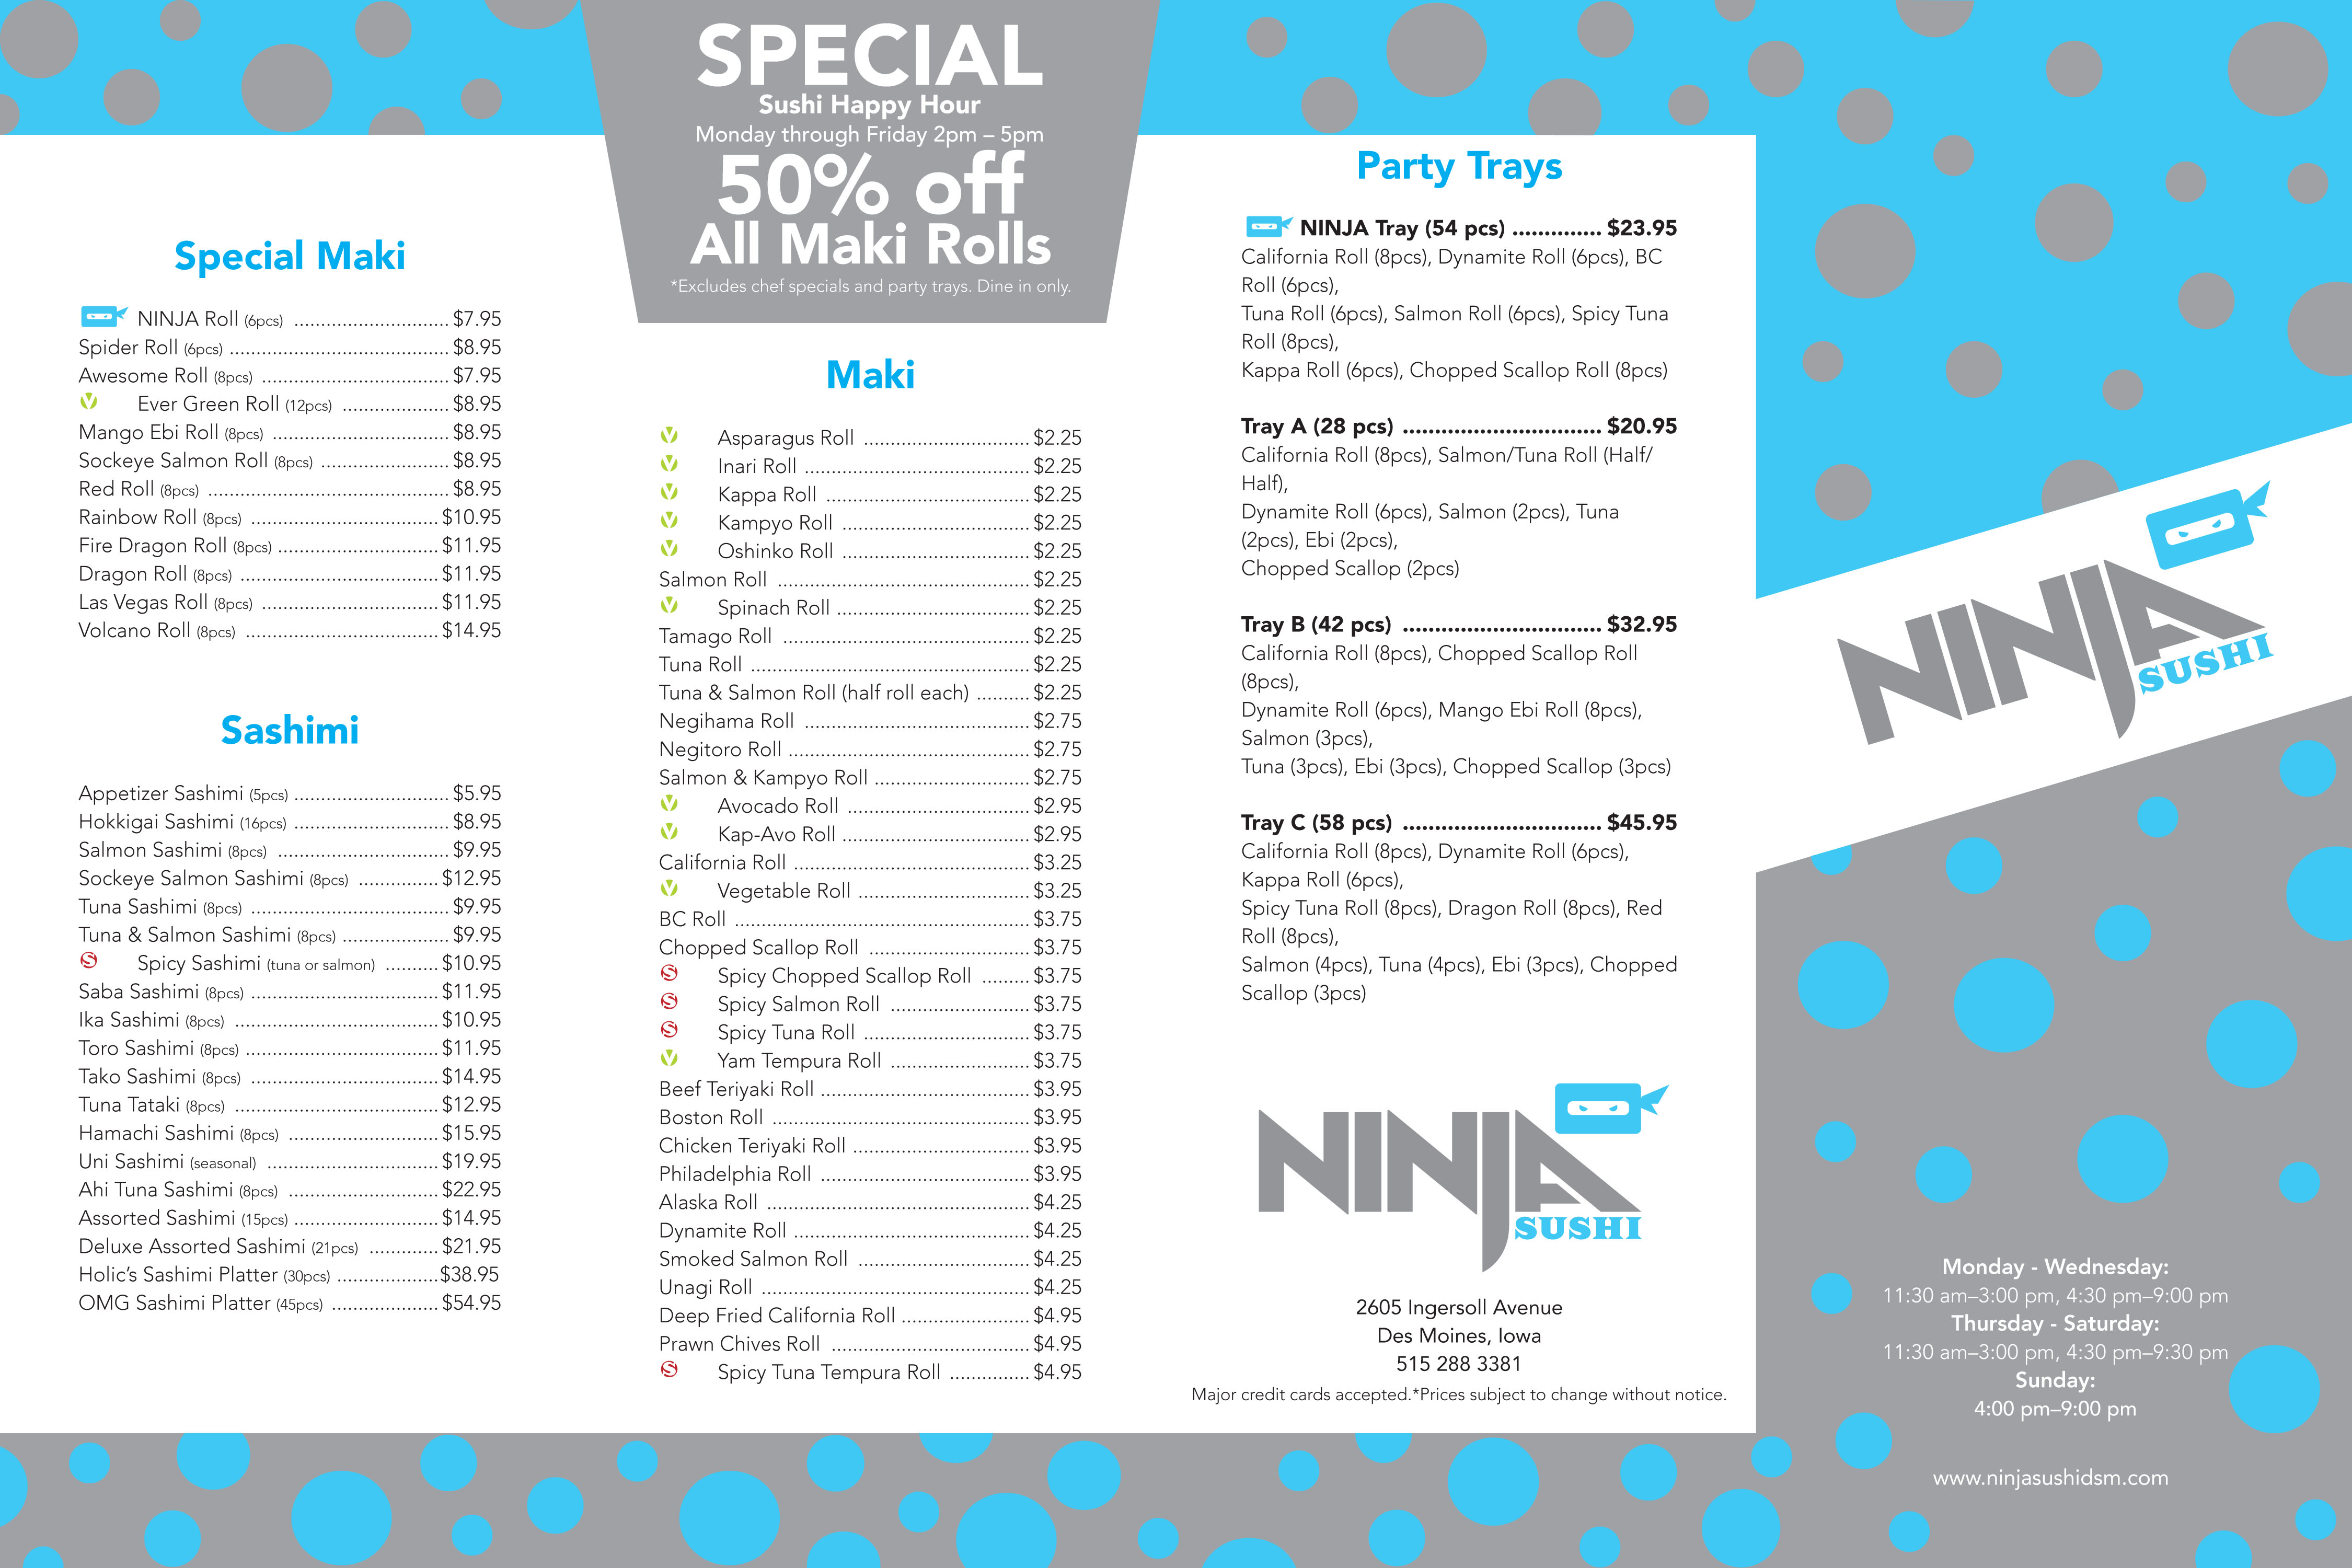 SPECIAL
Sushi Happy Hour
Monday through Friday 2pm – 5pm
50% off
All Maki Rolls
*Excludes chef specials and party trays. Dine in only.
Special Maki
NINJA Roll (6pcs) ............................. $7.95
Spider Roll (6pcs) ......................................... $8.95
Awesome Roll (8pcs) ................................... $7.95
V Ever Green Roll (12pcs) .................... $8.95
Mango Ebi Roll (8pcs) ................................. $8.95
Sockeye Salmon Roll (8pcs) ........................ $8.95
Red Roll (8pcs) ............................................. $8.95
Rainbow Roll (8pcs) ................................... $10.95
Fire Dragon Roll (8pcs) .............................. $11.95
Dragon Roll (8pcs) ..................................... $11.95
Las Vegas Roll (8pcs) ................................. $11.95
Volcano Roll (8pcs) .................................... $14.95
Sashimi
Appetizer Sashimi (5pcs) ............................. $5.95
Hokkigai Sashimi (16pcs) ............................. $8.95
Salmon Sashimi (8pcs) ................................ $9.95
Sockeye Salmon Sashimi (8pcs) ............... $12.95
Tuna Sashimi (8pcs) ..................................... $9.95
Tuna & Salmon Sashimi (8pcs) .................... $9.95
S Spicy Sashimi (tuna or salmon) .......... $10.95
Saba Sashimi (8pcs) ................................... $11.95
Ika Sashimi (8pcs) ...................................... $10.95
Toro Sashimi (8pcs) .................................... $11.95
Tako Sashimi (8pcs) ................................... $14.95
Tuna Tataki (8pcs) ...................................... $12.95
Hamachi Sashimi (8pcs) ............................ $15.95
Uni Sashimi (seasonal) ................................ $19.95
Ahi Tuna Sashimi (8pcs) ............................ $22.95
Assorted Sashimi (15pcs) ........................... $14.95
Deluxe Assorted Sashimi (21pcs) ............. $21.95
Holic’s Sashimi Platter (30pcs) ...................$38.95
OMG Sashimi Platter (45pcs) .................... $54.95
Maki
V Asparagus Roll ............................... $2.25
V Inari Roll .......................................... $2.25
V Kappa Roll ...................................... $2.25
V Kampyo Roll ................................... $2.25
V Oshinko Roll ................................... $2.25
Salmon Roll ............................................... $2.25
V Spinach Roll .................................... $2.25
Tamago Roll .............................................. $2.25
Tuna Roll .................................................... $2.25
Tuna & Salmon Roll (half roll each) .......... $2.25
Negihama Roll .......................................... $2.75
Negitoro Roll ............................................. $2.75
Salmon & Kampyo Roll ............................. $2.75
V Avocado Roll .................................. $2.95
V Kap-Avo Roll ................................... $2.95
California Roll ............................................ $3.25
V Vegetable Roll ................................ $3.25
BC Roll ....................................................... $3.75
Chopped Scallop Roll .............................. $3.75
S Spicy Chopped Scallop Roll ......... $3.75
S Spicy Salmon Roll .......................... $3.75
S Spicy Tuna Roll ............................... $3.75
V Yam Tempura Roll .......................... $3.75
Beef Teriyaki Roll ....................................... $3.95
Boston Roll ................................................ $3.95
Chicken Teriyaki Roll ................................. $3.95
Philadelphia Roll ....................................... $3.95
Alaska Roll ................................................. $4.25
Dynamite Roll ............................................ $4.25
Smoked Salmon Roll ................................ $4.25
Unagi Roll .................................................. $4.25
Deep Fried California Roll ........................ $4.95
Prawn Chives Roll ..................................... $4.95
S Spicy Tuna Tempura Roll ............... $4.95
Party Trays
NINJA Tray (54 pcs) .............. $23.95
California Roll (8pcs), Dynamite Roll (6pcs), BC
Roll (6pcs),
Tuna Roll (6pcs), Salmon Roll (6pcs), Spicy Tuna
Roll (8pcs),
Kappa Roll (6pcs), Chopped Scallop Roll (8pcs)
Tray A (28 pcs) ............................... $20.95
California Roll (8pcs), Salmon/Tuna Roll (Half/
Half),
Dynamite Roll (6pcs), Salmon (2pcs), Tuna
(2pcs), Ebi (2pcs),
Chopped Scallop (2pcs)
Tray B (42 pcs) ............................... $32.95
California Roll (8pcs), Chopped Scallop Roll
(8pcs),
Dynamite Roll (6pcs), Mango Ebi Roll (8pcs),
Salmon (3pcs),
Tuna (3pcs), Ebi (3pcs), Chopped Scallop (3pcs)
Tray C (58 pcs) ............................... $45.95
California Roll (8pcs), Dynamite Roll (6pcs),
Kappa Roll (6pcs),
Spicy Tuna Roll (8pcs), Dragon Roll (8pcs), Red
Roll (8pcs),
Salmon (4pcs), Tuna (4pcs), Ebi (3pcs), Chopped
Scallop (3pcs)
NINJA
SUSHI
2605 Ingersoll Avenue
Des Moines, Iowa
515 288 3381
Major credit cards accepted.*Prices subject to change without notice.
NINJA
SUSHI
Monday - Wednesday:
11:30 am–3:00 pm, 4:30 pm–9:00 pm
Thursday - Saturday:
11:30 am–3:00 pm, 4:30 pm–9:30 pm
Sunday:
4:00 pm–9:00 pm
www.ninjasushidsm.com